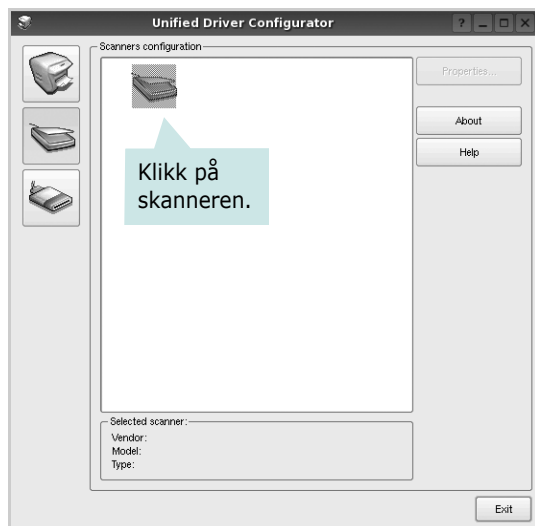 Unified Driver Configurator
Scanners configuration
Properties...
About
Help
Klikk på
skanneren.
Selected scanner:
Vendor:
Model:
Type:
Exit